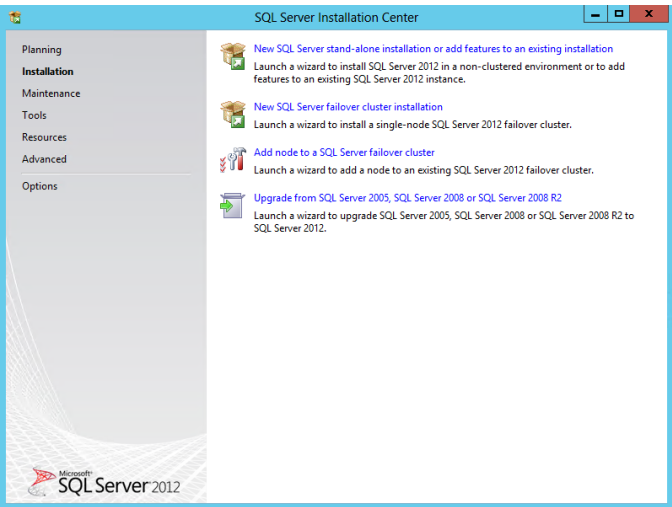 SQL Server Installation Center
Planning
Installation
Maintenance
Tools
Resources
Advanced
Options
New SQL Server stand-alone installation or add features to an existing installation
Launch a wizard to install SQL Server 2012 in a non-clustered environment or to add
features to an existing SQL Server 2012 instance.
New SQL Server failover cluster installation
Launch a wizard to install a single-node SQL Server 2012 failover cluster.
Add node to a SQL Server failover cluster
Launch a wizard to add a node to an existing SQL Server 2012 failover cluster.
Upgrade from SQL Server 2005, SQL Server 2008 or SQL Server 2008 R2
Launch a wizard to upgrade SQL Server 2005, SQL Server 2008 or SQL Server 2008 R2 to
SQL Server 2012.
Microsoft
SQL Server 2012